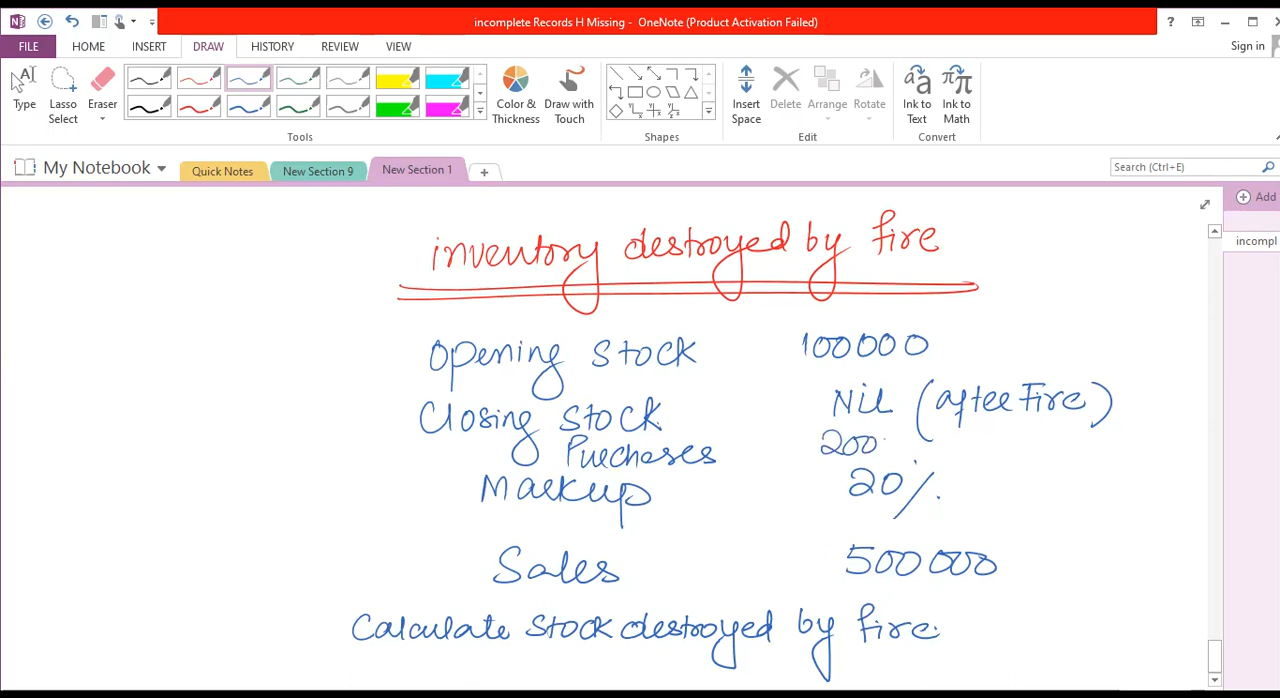 incomplete Records H Missing - OneNote (Product Activation Failed)
FILE HOME INSERT DRAW HISTORY REVIEW VIEW Sign in
Type Lasso Select Eraser Color & Thickness Draw with Touch Insert Space Delete Arrange Rotate Ink to Text Ink to Math
Tools Shapes Edit Convert
My Notebook Quick Notes New Section 9 New Section 1 Search (Ctrl+E)
Add
incompl
inventory destroyed by fire
Opening Stock 100000
Closing Stock Nil (after Fire)
Purchases 200
Markup 20%
Sales 500000
Calculate Stock destroyed by fire.